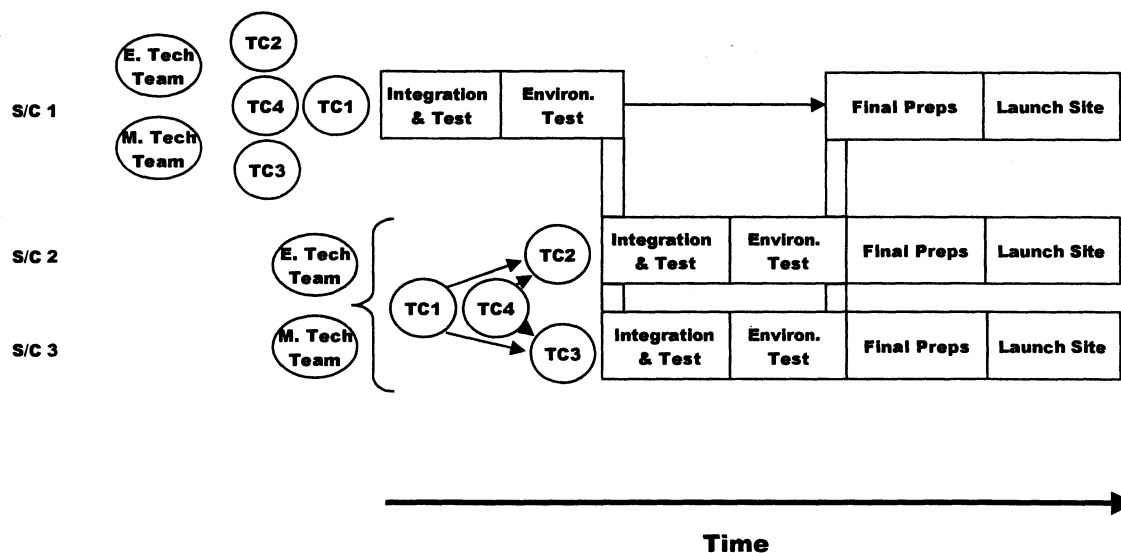 S/C 1
E. Tech
Team
M. Tech
Team
TC2
TC4
TC3
TC1
Integration
& Test
Environ.
Test
Final Preps
Launch Site
S/C 2
E. Tech
Team
TC1
TC4
TC2
Integration
& Test
Environ.
Test
Final Preps
Launch Site
S/C 3
M. Tech
Team
TC3
Integration
& Test
Environ.
Test
Final Preps
Launch Site
Time